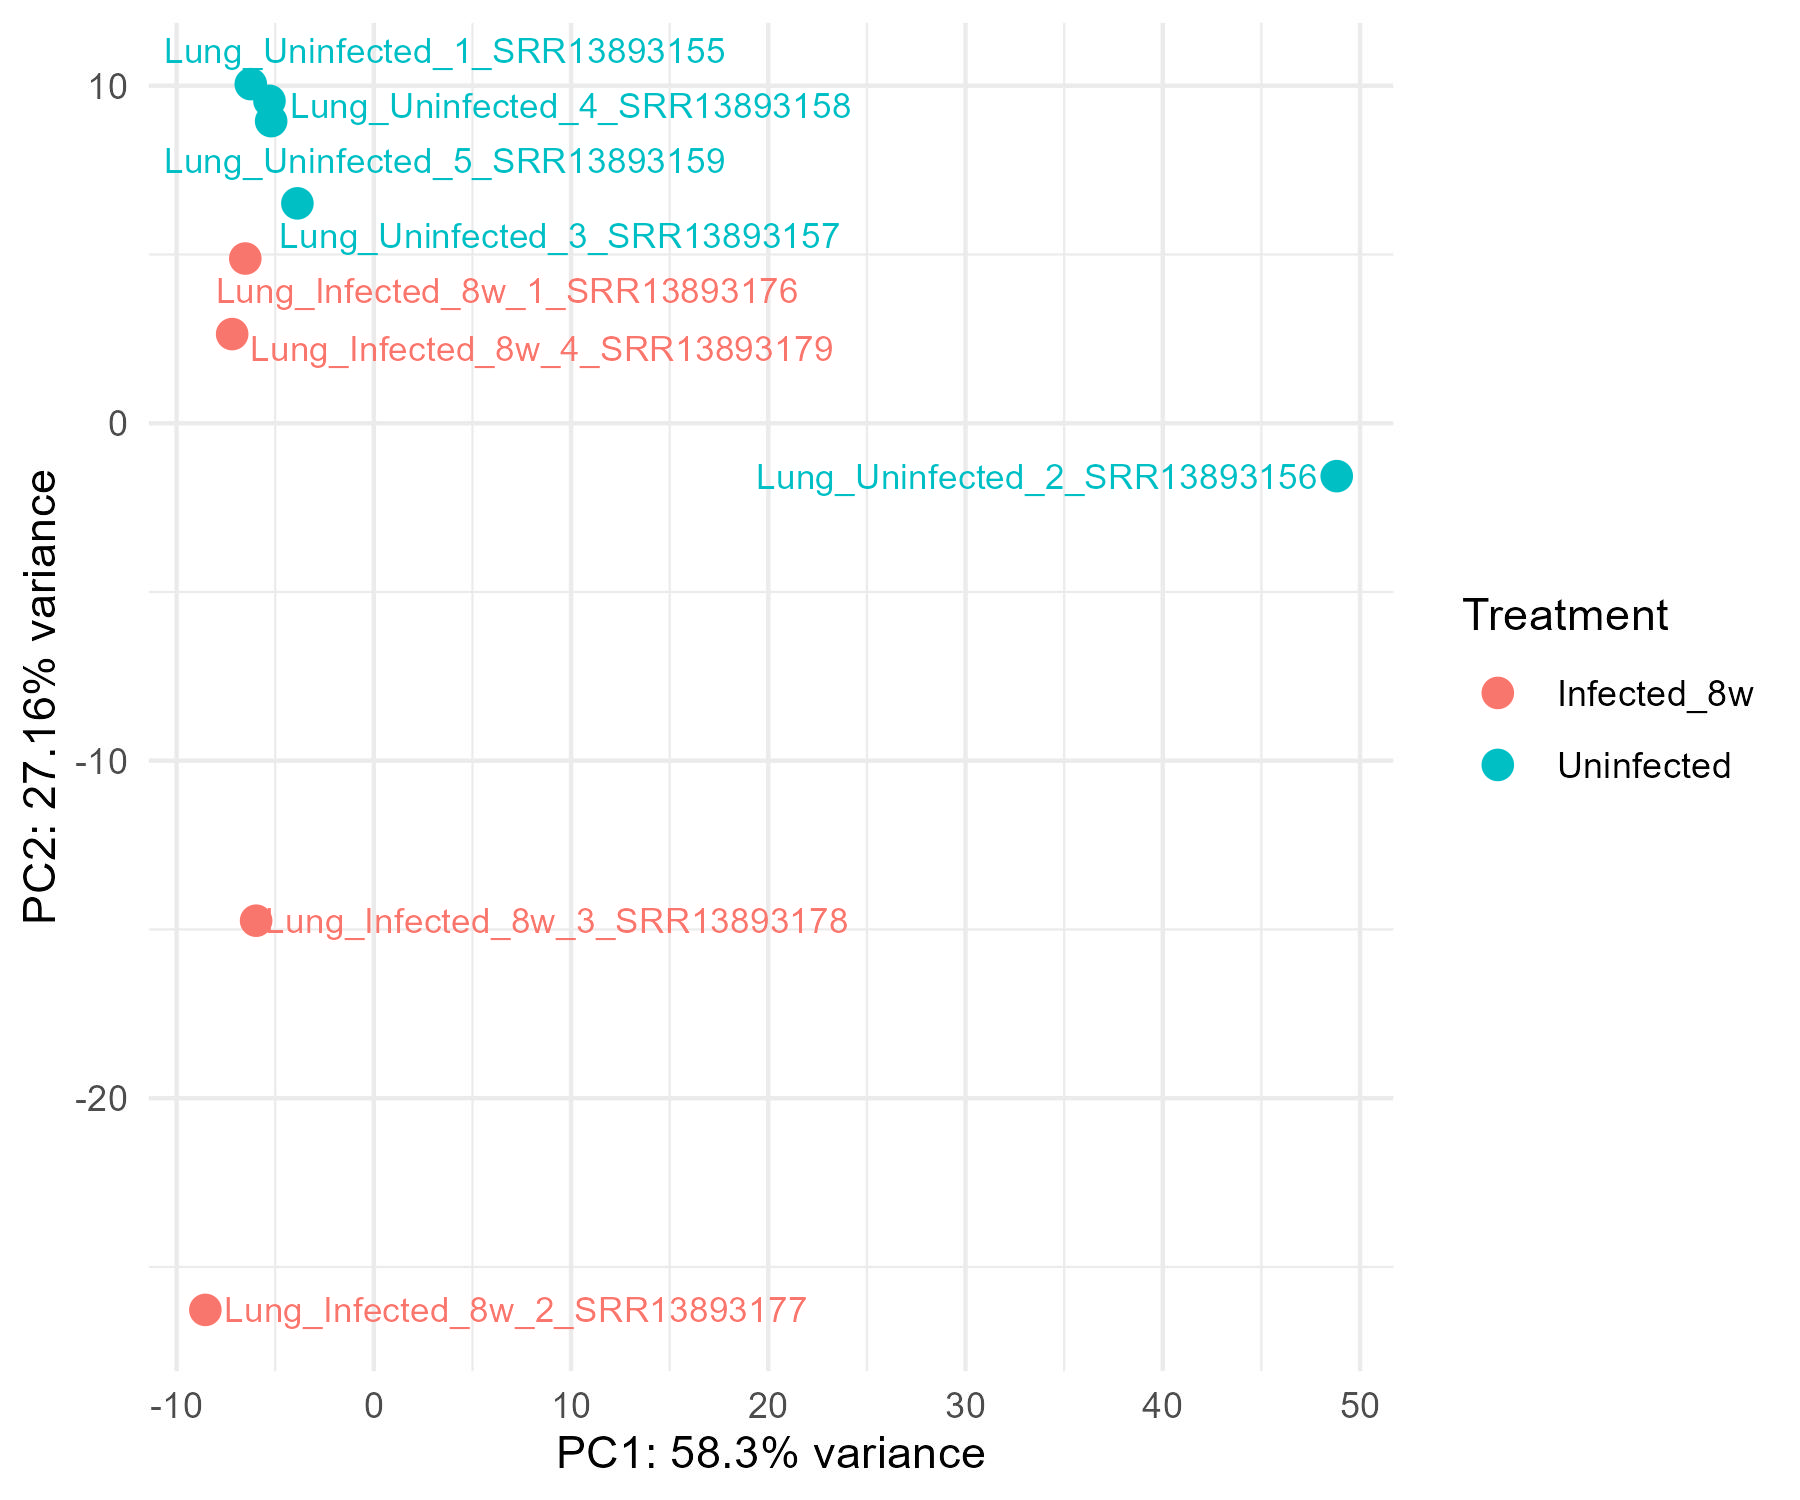 Lung_Uninfected_1_SRR13893155
10
Lung_Uninfected_4_SRR13893158
Lung_Uninfected_5_SRR13893159
Lung_Uninfected_3_SRR13893157
Lung_Infected_8w_1_SRR13893176
Lung_Infected_8w_4_SRR13893179
0
Lung_Uninfected_2_SRR13893156
PC2: 27.16% variance
Treatment
Infected_8w
Uninfected
-10
Lung_Infected_8w_3_SRR13893178
-20
Lung_Infected_8w_2_SRR13893177
-10 0 10 20 30 40 50
PC1: 58.3% variance